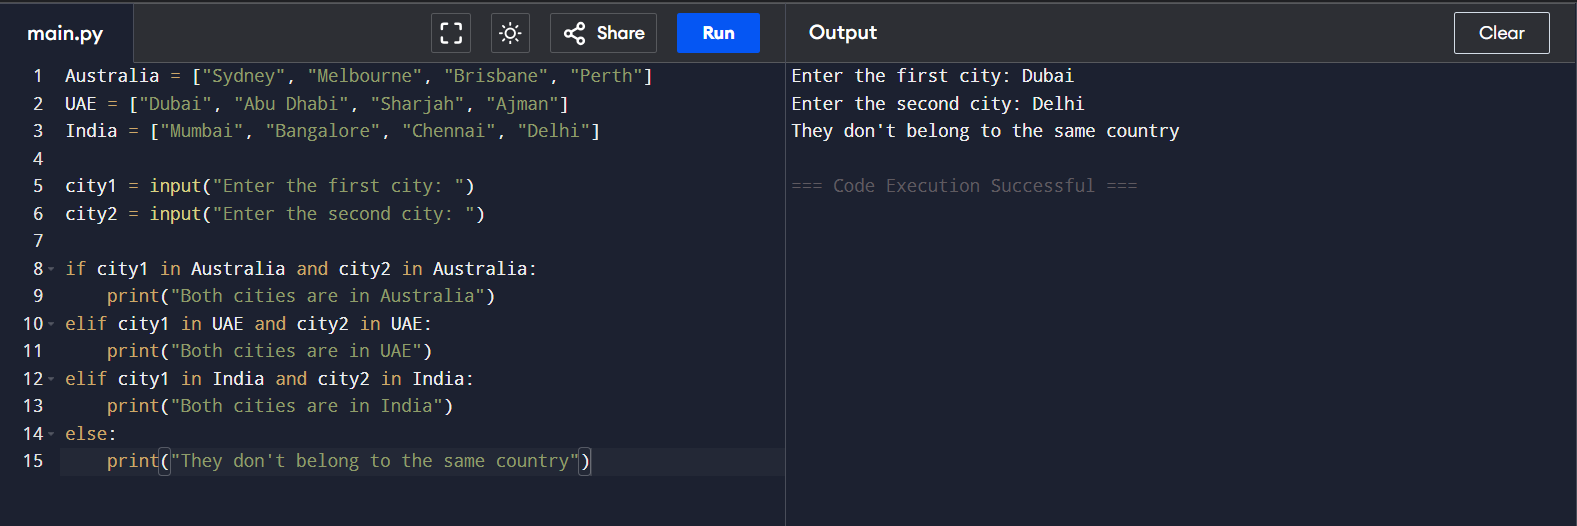 main.py
Share
Run
Output
Clear
1 Australia = ["Sydney", "Melbourne", "Brisbane", "Perth"]
2 UAE = ["Dubai", "Abu Dhabi", "Sharjah", "Ajman"]
3 India = ["Mumbai", "Bangalore", "Chennai", "Delhi"]
4
5 city1 = input("Enter the first city: ")
6 city2 = input("Enter the second city: ")
7
8 if city1 in Australia and city2 in Australia:
9     print("Both cities are in Australia")
10 elif city1 in UAE and city2 in UAE:
11     print("Both cities are in UAE")
12 elif city1 in India and city2 in India:
13     print("Both cities are in India")
14 else:
15     print("They don't belong to the same country")
Enter the first city: Dubai
Enter the second city: Delhi
They don't belong to the same country
=== Code Execution Successful ===